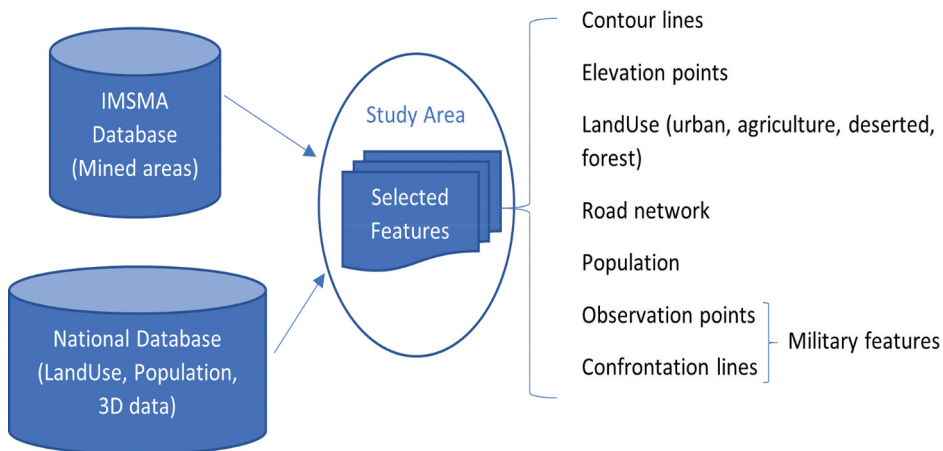 IMSMA
Database
(Mined areas)
National Database
(LandUse, Population,
3D data)
Study Area
Selected
Features
Contour lines
Elevation points
LandUse (urban, agriculture, deserted,
forest)
Road network
Population
Observation points
Confrontation lines
Military features